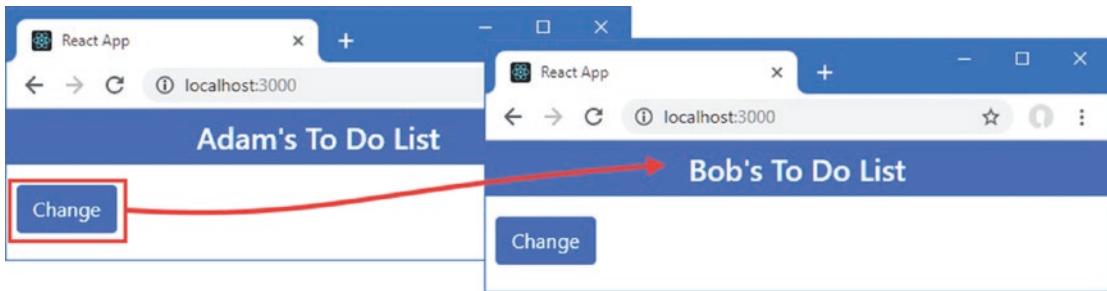 React App
localhost:3000
Adam's To Do List
Change
React App
localhost:3000
Bob's To Do List
Change